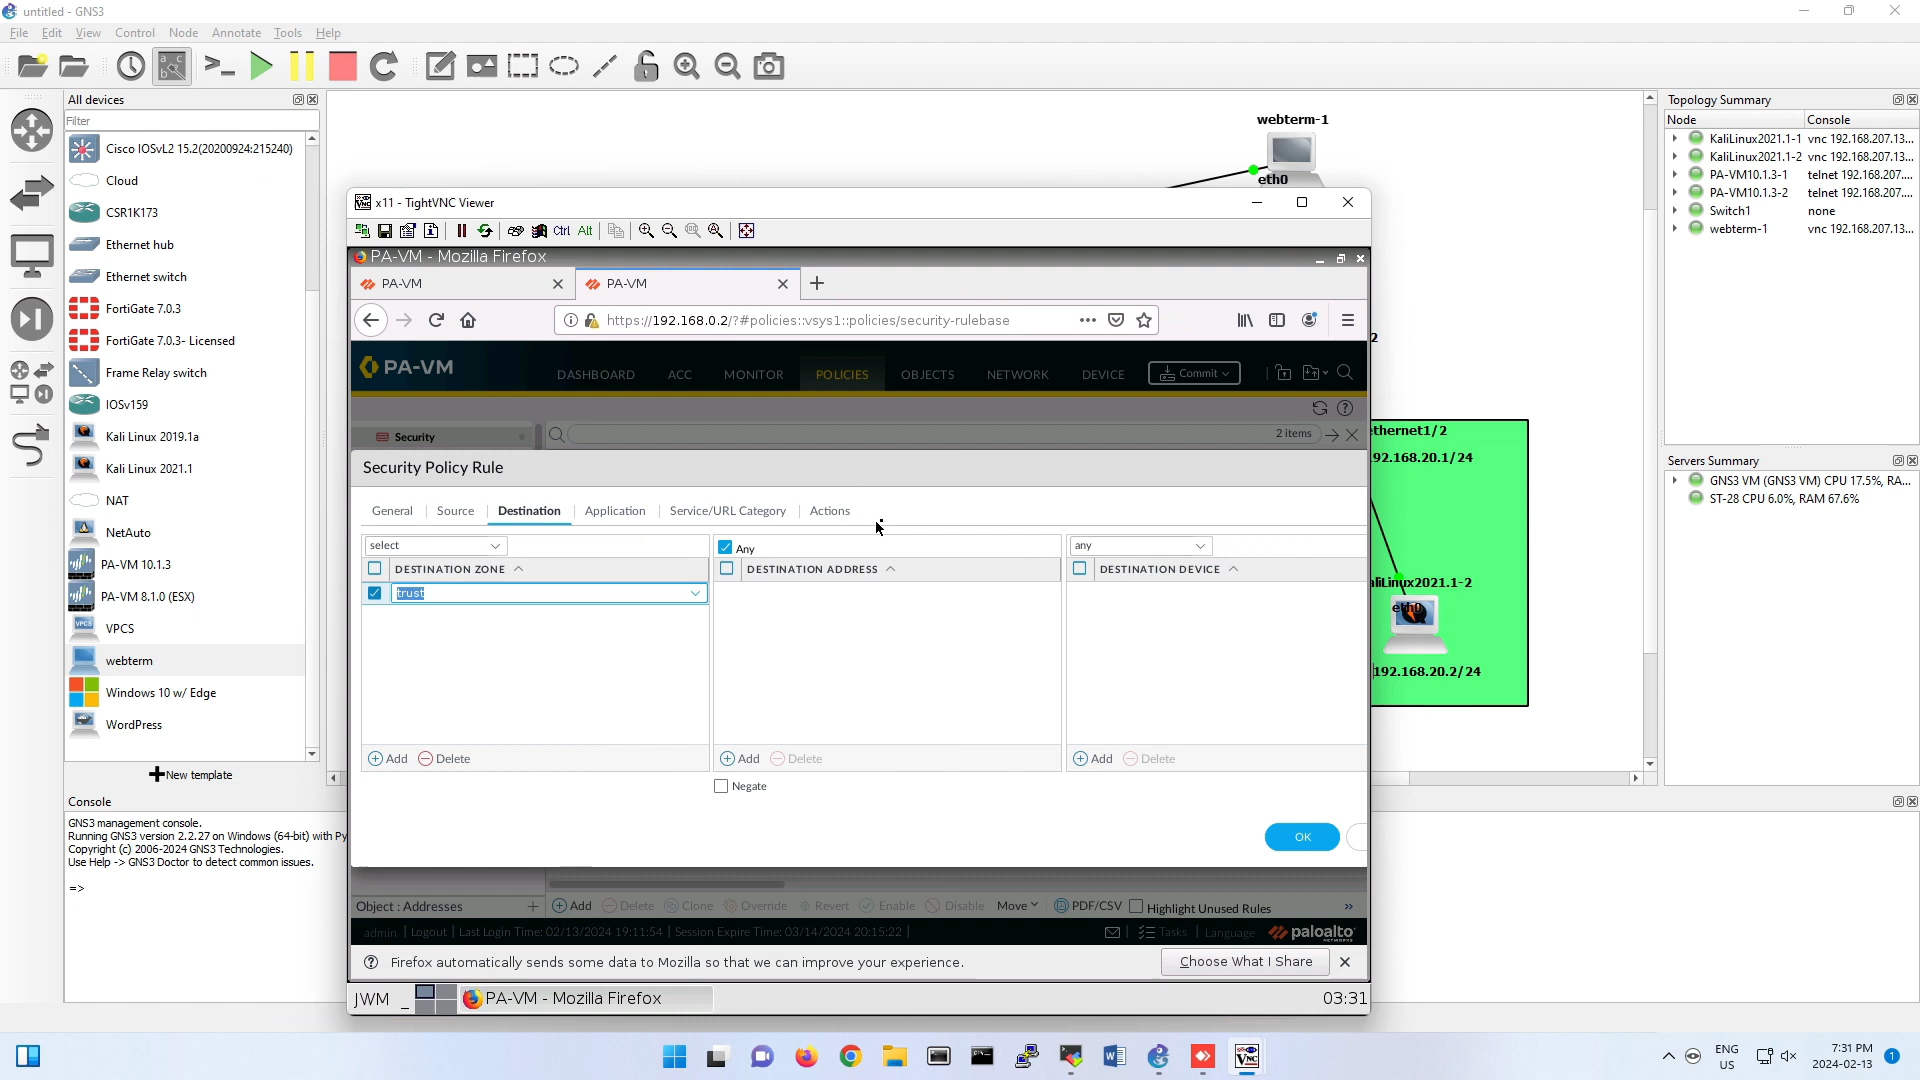 untitled - GNS3
File Edit View Control Node Annotate Tools Help
All devices
Filter
Cisco IOSvL2 15.2(20200924:215240)
Cloud
CSR1K173
Ethernet hub
Ethernet switch
FortiGate 7.0.3
FortiGate 7.0.3- Licensed
Frame Relay switch
IOSv159
Kali Linux 2019.1a
Kali Linux 2021.1
NAT
NetAuto
PA-VM 10.1.3
PA-VM 8.1.0 (ESX)
VPCS
webterm
Windows 10 w/ Edge
WordPress
New template
Console
GNS3 management console.
Running GNS3 version 2.2.27 on Windows (64-bit) with Py
Copyright (c) 2006-2024 GNS3 Technologies.
Use Help -> GNS3 Doctor to detect common issues.
=>
webterm-1
eth0
x11 - TightVNC Viewer
Ctrl Alt
PA-VM - Mozilla Firefox
PA-VM
PA-VM
https://192.168.0.2/?#policies::vsys1::policies/security-rulebase
PA-VM
DASHBOARD ACC MONITOR POLICIES OBJECTS NETWORK DEVICE Commit
Security
2 items
Security Policy Rule
General Source Destination Application Service/URL Category Actions
select
Any
any
DESTINATION ZONE
DESTINATION ADDRESS
DESTINATION DEVICE
trust
Add Delete
Add Delete
Add Delete
Negate
OK
Object : Addresses
Add Delete Clone Override Revert Enable Disable Move PDF/CSV Highlight Unused Rules
admin | Logout | Last Login Time: 02/13/2024 19:11:54 | Session Expire Time: 03/14/2024 20:15:22 |
Tasks | Language paloalto
NETWORKS
Firefox automatically sends some data to Mozilla so that we can improve your experience.
Choose What I Share
JWM
PA-VM - Mozilla Firefox
03:31
2
thernet1/2
92.168.20.1/24
aliLinux2021.1-2
eth0
192.168.20.2/24
Topology Summary
Node Console
KaliLinux2021.1-1 vnc 192.168.207.13...
KaliLinux2021.1-2 vnc 192.168.207.13...
PA-VM10.1.3-1 telnet 192.168.207....
PA-VM10.1.3-2 telnet 192.168.207....
Switch1 none
webterm-1 vnc 192.168.207.13...
Servers Summary
GNS3 VM (GNS3 VM) CPU 17.5%, RA...
ST-28 CPU 6.0%, RAM 67.6%
ENG
US
7:31 PM
2024-02-13
1